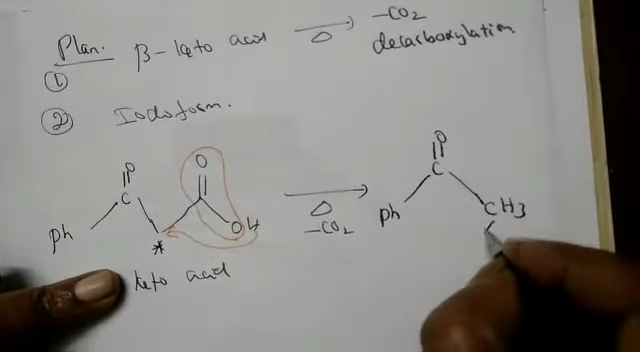 Plan. β-keto acid △ -CO2
① decarboxylation.
② Iodoform.
O O O
C C
OH △ CH3
Ph * -CO2 Ph
keto acid